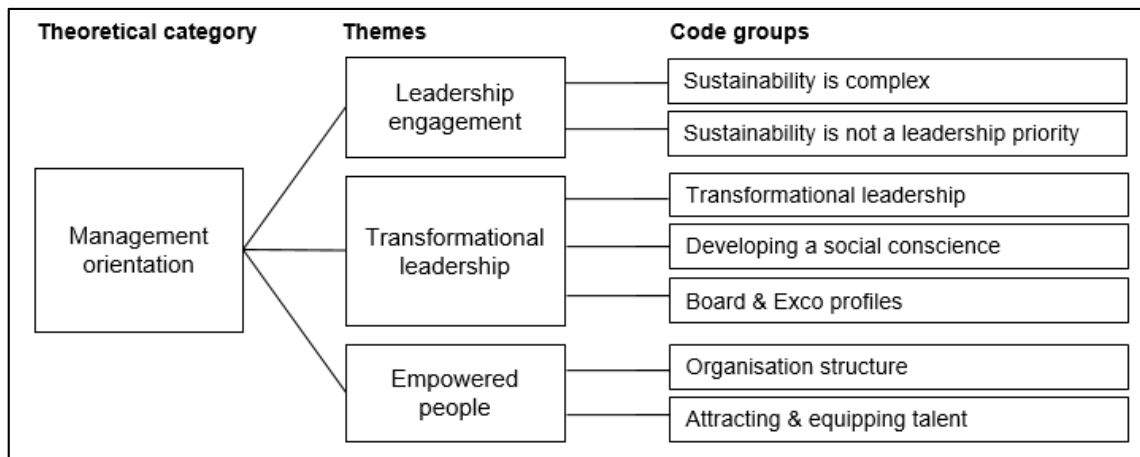 Theoretical category
Themes
Code groups
Management
orientation
Leadership
engagement
Sustainability is complex
Sustainability is not a leadership priority
Transformational
leadership
Transformational leadership
Developing a social conscience
Board & Exco profiles
Empowered
people
Organisation structure
Attracting & equipping talent